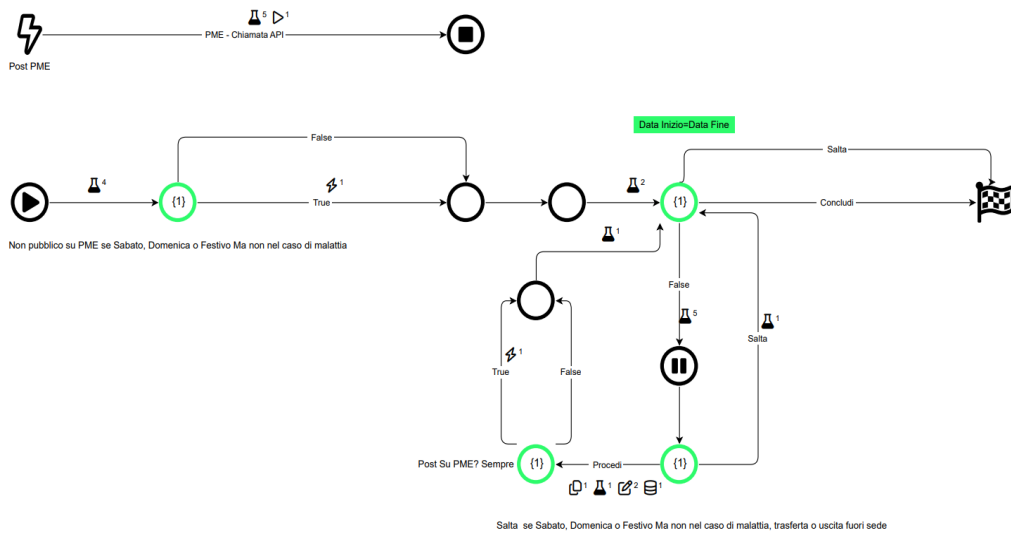 5 1
PME - Chiamata API
Post PME
Data Inizio=Data Fine
False
Salta
4
1
2
{1}
True
{1}
Concludi
Non pubblico su PME se Sabato, Domenica o Festivo Ma non nel caso di malattia
1
False
5
1
Salta
1
True
False
Post Su PME? Sempre
{1}
Procedi
{1}
1 1 2 1
Salta se Sabato, Domenica o Festivo Ma non nel caso di malattia, trasferta o uscita fuori sede